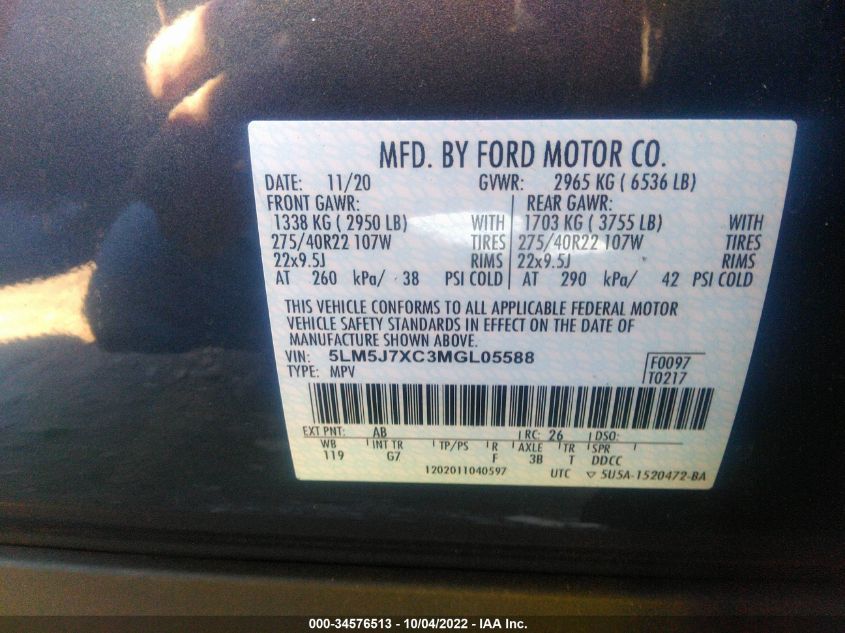 MFD. BY FORD MOTOR CO.
DATE: 11/20 GVWR: 2965 KG ( 6536 LB)
FRONT GAWR: REAR GAWR:
1338 KG ( 2950 LB) WITH 1703 KG ( 3755 LB) WITH
275/40R22 107W TIRES 275/40R22 107W TIRES
22x9.5J RIMS 22x9.5J RIMS
AT 260 kPa/ 38 PSI COLD AT 290 kPa/ 42 PSI COLD
THIS VEHICLE CONFORMS TO ALL APPLICABLE FEDERAL MOTOR
VEHICLE SAFETY STANDARDS IN EFFECT ON THE DATE OF
MANUFACTURE SHOWN ABOVE.
VIN: 5LM5J7XC3MGL05588 F0097
TYPE: MPV T0217
EXT PNT: AB RC: 26 DSO:
WB INT TR TP/PS R AXLE TR SPR
119 G7 F 3B T DDCC
1202011040597 UTC ▽ 5U5A-1520472-BA
000-34576513 - 10/04/2022 - IAA Inc.